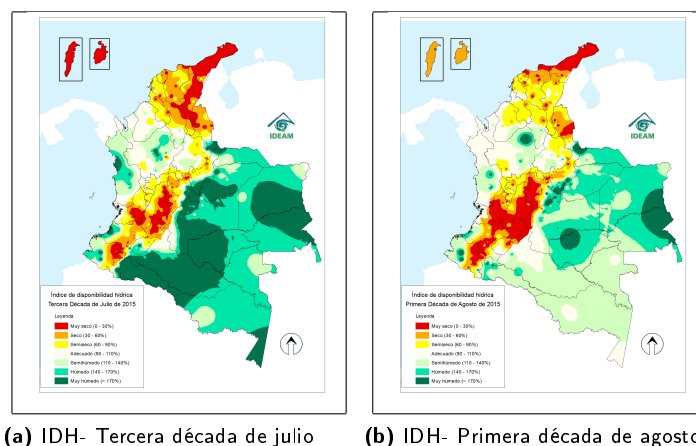 IDEAM
Índice de disponibilidad hídrica
Tercera Década de Julio de 2015
Leyenda
Muy seco (0 - 30%)
Seco (30 - 60%)
Semiseco (60 - 90%)
Adecuado (90 - 110%)
Semihúmedo (110 - 140%)
Húmedo (140 - 170%)
Muy húmedo (> 170%)
(a) IDH- Tercera década de julio
IDEAM
Índice de disponibilidad hídrica
Primera Década de Agosto de 2015
Leyenda
Muy seco (0 - 30%)
Seco (30 - 60%)
Semiseco (60 - 90%)
Adecuado (90 - 110%)
Semihúmedo (110 - 140%)
Húmedo (140 - 170%)
Muy húmedo (> 170%)
(b) IDH- Primera década de agosto